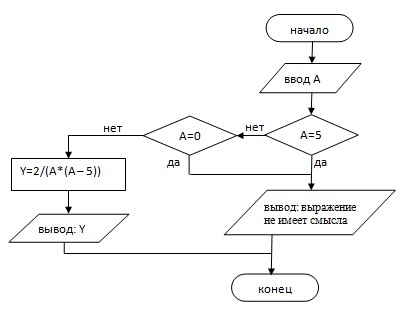 начало
ввод A
нет
A=0
нет
A=5
да
да
Y=2/(A*(A−5))
вывод: выражение
не имеет смысла
вывод: Y
конец